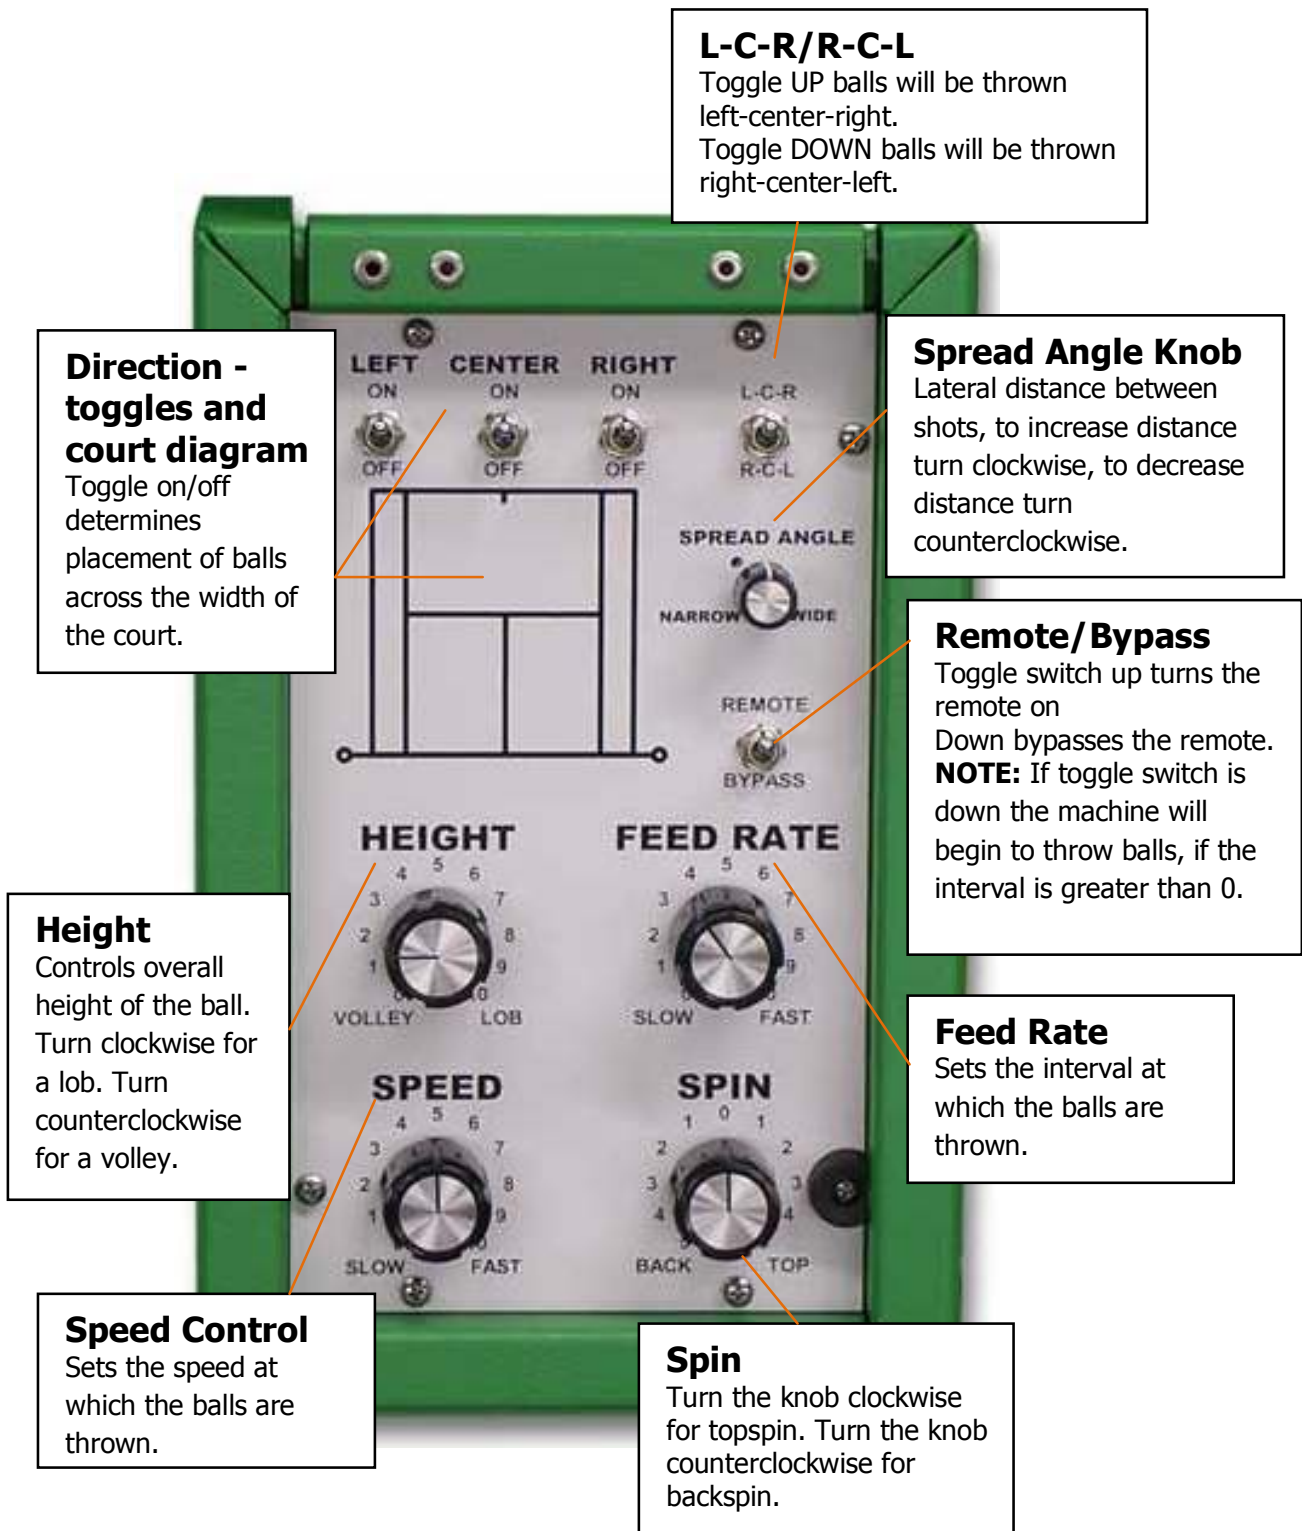 L-C-R/R-C-L
Toggle UP balls will be thrown
left-center-right.
Toggle DOWN balls will be thrown
right-center-left.
Direction -
toggles and
court diagram
Toggle on/off
determines
placement of balls
across the width of
the court.
LEFT CENTER RIGHT
ON ON ON L-C-R
OFF OFF OFF R-C-L
Spread Angle Knob
Lateral distance between
shots, to increase distance
turn clockwise, to decrease
distance turn
counterclockwise.
SPREAD ANGLE
NARROW WIDE
Remote/Bypass
Toggle switch up turns the
remote on
Down bypasses the remote.
NOTE: If toggle switch is
down the machine will
begin to throw balls, if the
interval is greater than 0.
REMOTE
BYPASS
HEIGHT
1 2 3 4 5 6 7 8 9
VOLLEY LOB
FEED RATE
1 2 3 4 5 6 7 8 9
SLOW FAST
Height
Controls overall
height of the ball.
Turn clockwise for
a lob. Turn
counterclockwise
for a volley.
Feed Rate
Sets the interval at
which the balls are
thrown.
SPEED
1 2 3 4 5 6 7 8 9
SLOW FAST
SPIN
4 3 2 1 0 1 2 3 4
BACK TOP
Speed Control
Sets the speed at
which the balls are
thrown.
Spin
Turn the knob clockwise
for topspin. Turn the knob
counterclockwise for
backspin.